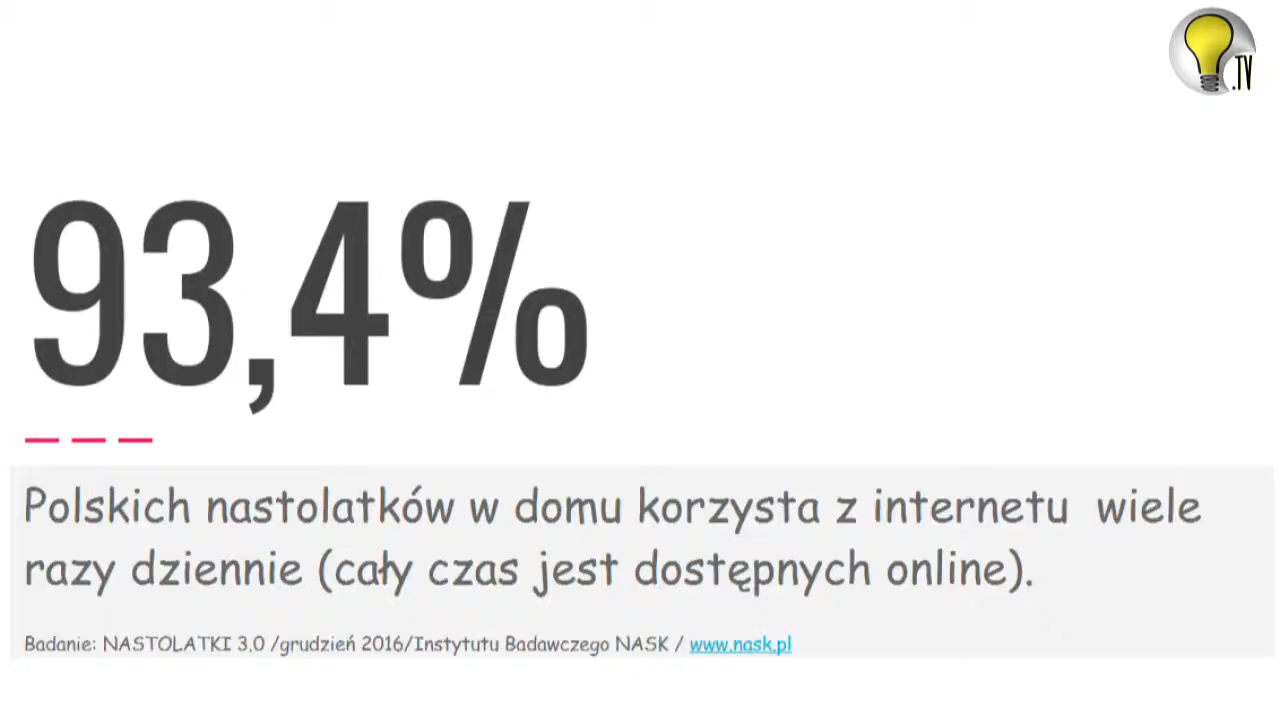 .TV
93,4%
Polskich nastolatków w domu korzysta z internetu wiele
razy dziennie (cały czas jest dostępnych online).
Badanie: NASTOLATKI 3.0 /grudzień 2016/Instytutu Badawczego NASK / www.nask.pl